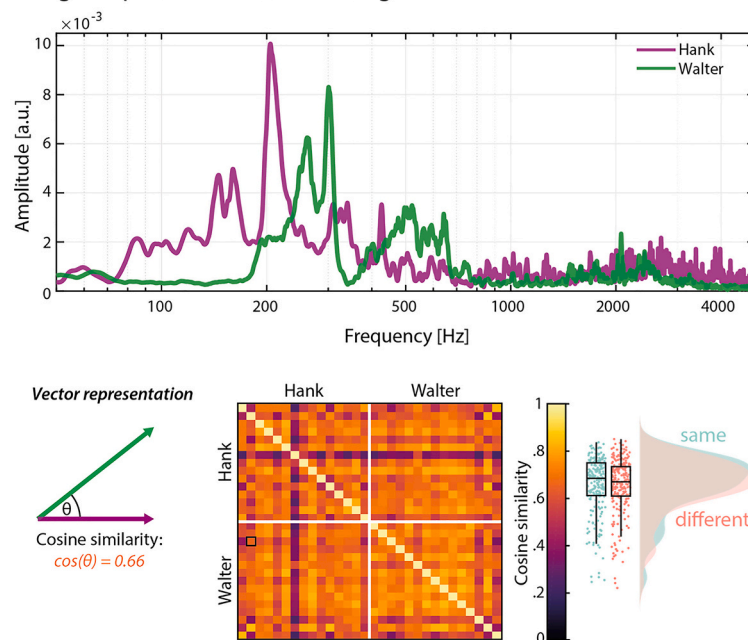 ×10⁻³
10
8
6
4
2
0
Amplitude [a.u.]
Hank
Walter
100
200
500
1000
2000
4000
Frequency [Hz]
Vector representation
θ
Cosine similarity:
cos(θ) = 0.66
Hank
Walter
Hank
Walter
Cosine similarity
1
.8
.6
.4
.2
0
same
different